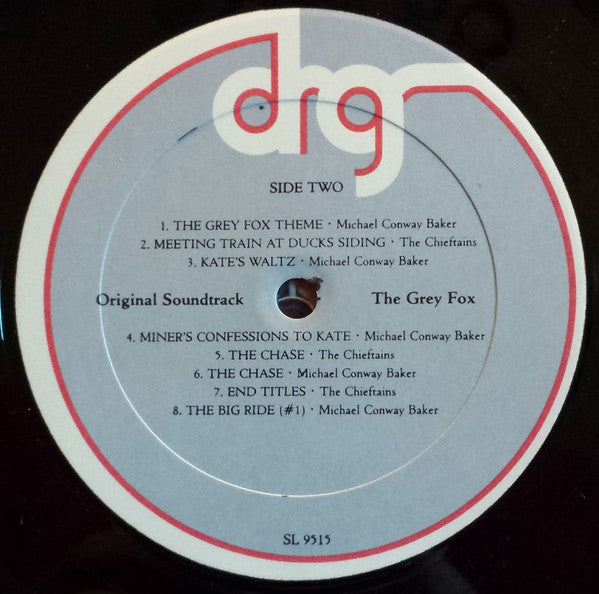 drg
SIDE TWO
1. THE GREY FOX THEME · Michael Conway Baker
2. MEETING TRAIN AT DUCKS SIDING · The Chieftains
3. KATE'S WALTZ · Michael Conway Baker
Original Soundtrack The Grey Fox
4. MINER'S CONFESSIONS TO KATE · Michael Conway Baker
5. THE CHASE · The Chieftains
6. THE CHASE · Michael Conway Baker
7. END TITLES · The Chieftains
8. THE BIG RIDE (#1) · Michael Conway Baker
SL 9515